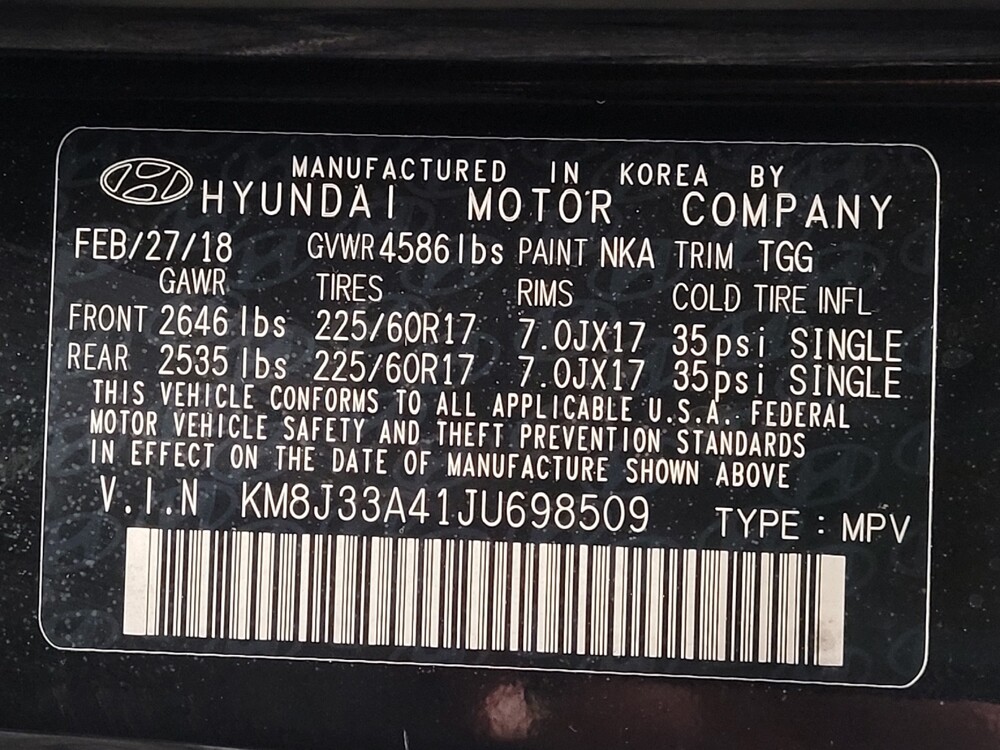 MANUFACTURED IN KOREA BY
HYUNDAI MOTOR COMPANY
FEB/27/18 GVWR 4586 lbs PAINT NKA TRIM TGG
GAWR TIRES RIMS COLD TIRE INFL
FRONT 2646 lbs 225/60R17 7.0JX17 35psi SINGLE
REAR 2535 lbs 225/60R17 7.0JX17 35psi SINGLE
THIS VEHICLE CONFORMS TO ALL APPLICABLE U.S.A. FEDERAL
MOTOR VEHICLE SAFETY AND THEFT PREVENTION STANDARDS
IN EFFECT ON THE DATE OF MANUFACTURE SHOWN ABOVE
V.I.N KM8J33A41JU698509 TYPE : MPV